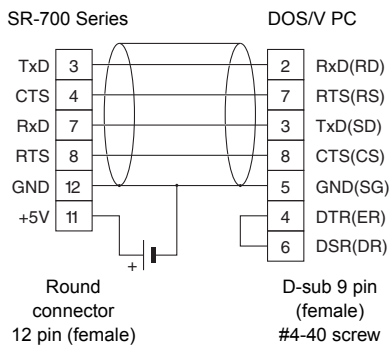 SR-700 Series DOS/V PC
TxD 3 2 RxD(RD)
CTS 4 7 RTS(RS)
RxD 7 3 TxD(SD)
RTS 8 8 CTS(CS)
GND 12 5 GND(SG)
+5V 11 4 DTR(ER)
6 DSR(DR)
+
Round D-sub 9 pin
connector (female)
12 pin (female) #4-40 screw